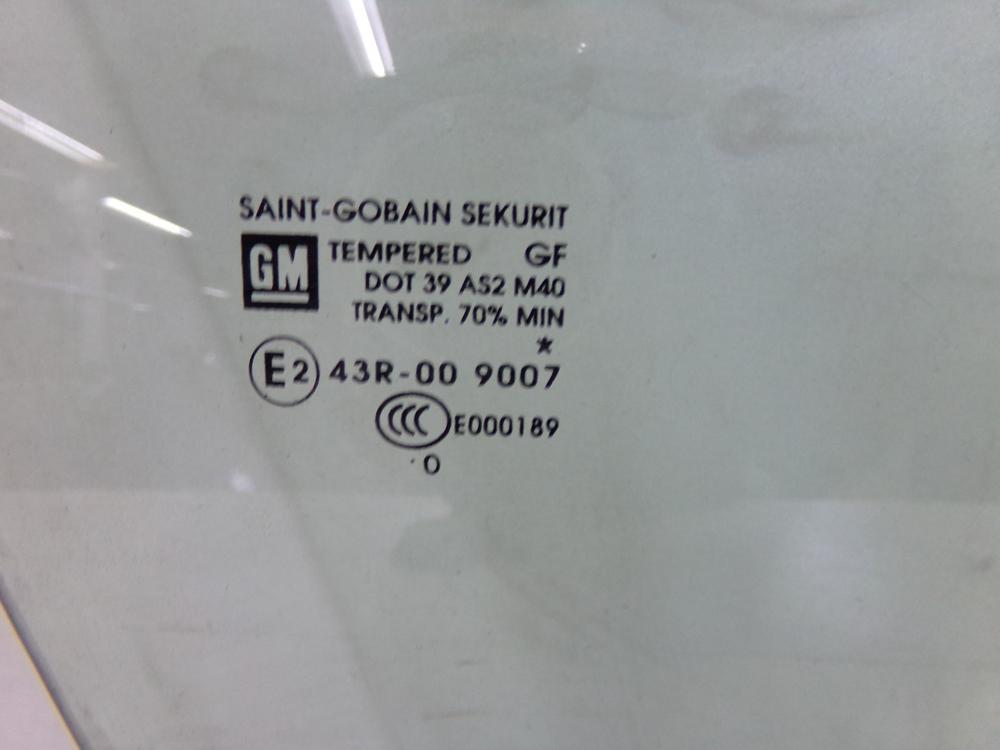 SAINT-GOBAIN SEKURIT
GM TEMPERED GF
DOT 39 AS2 M40
TRANSP. 70% MIN
*
E2 43R-00 9007
CCC E000189
. 0